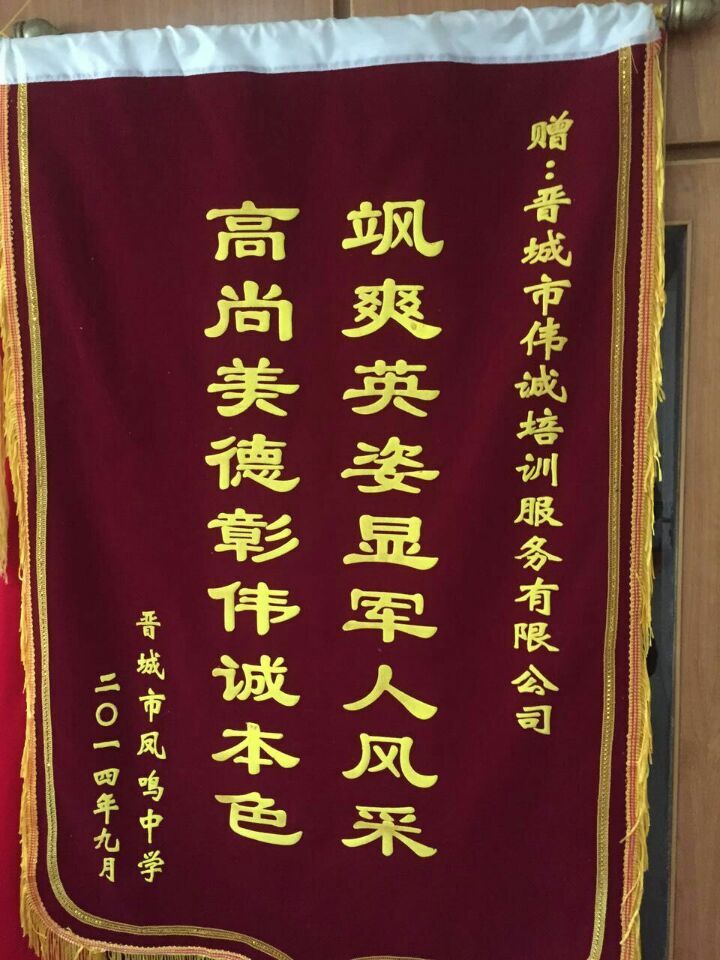 赠：晋城市伟诚培训服务有限公司
飒爽英姿显军人风采
高尚美德彰伟诚本色
晋城市凤鸣中学
二〇一四年九月